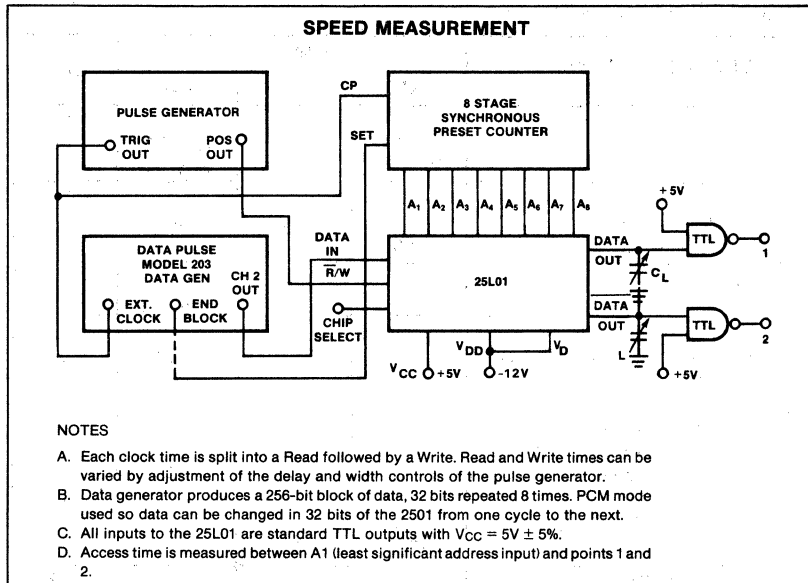 SPEED MEASUREMENT
PULSE GENERATOR
TRIG
OUT
POS
OUT
CP
SET
8 STAGE
SYNCHRONOUS
PRESET COUNTER
A1 A2 A3 A4 A5 A6 A7 A8
DATA PULSE
MODEL 203
DATA GEN
CH 2
OUT
EXT.
CLOCK
END
BLOCK
DATA
IN
R̅/W
CHIP
SELECT
25L01
VCC +5V
VDD
VD
-12V
DATA
OUT
CL
+5V
TTL
1
D̅A̅T̅A̅
OUT
L
TTL
2
+5V
NOTES
A. Each clock time is split into a Read followed by a Write. Read and Write times can be
varied by adjustment of the delay and width controls of the pulse generator.
B. Data generator produces a 256-bit block of data, 32 bits repeated 8 times. PCM mode
used so data can be changed in 32 bits of the 2501 from one cycle to the next.
C. All inputs to the 25L01 are standard TTL outputs with VCC = 5V ± 5%.
D. Access time is measured between A1 (least significant address input) and points 1 and
2.